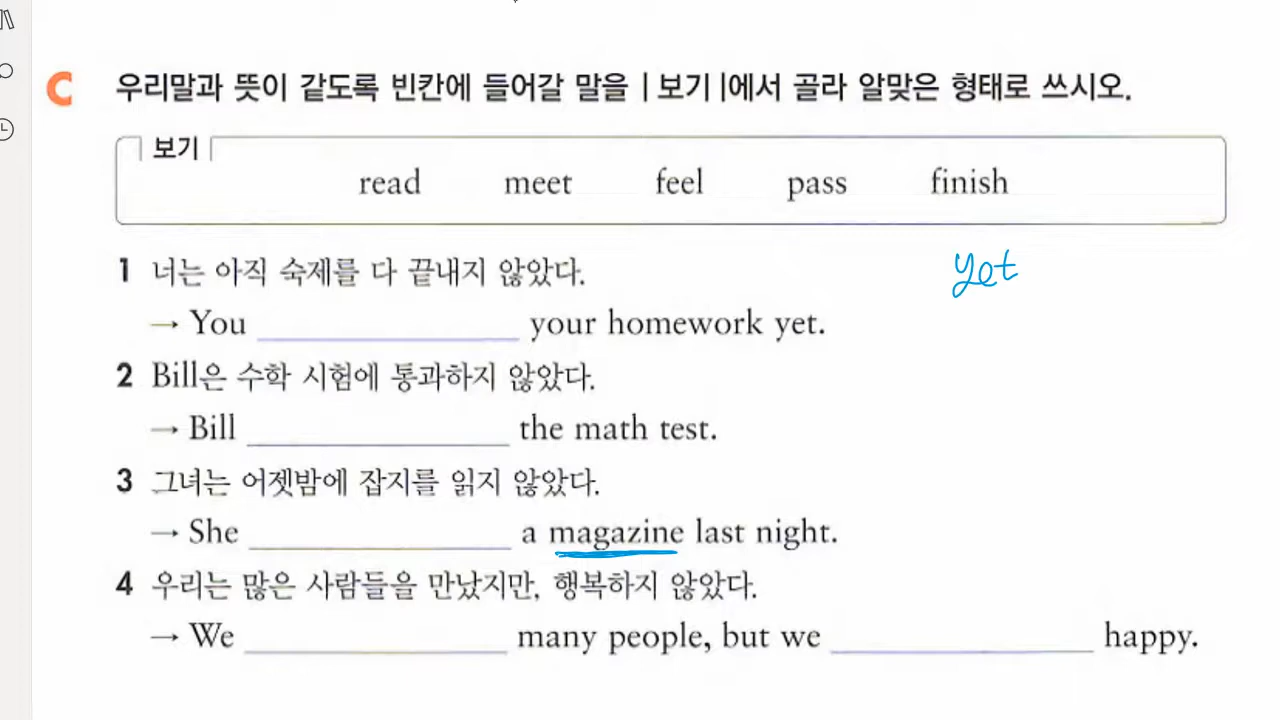 C 우리말과 뜻이 같도록 빈칸에 들어갈 말을 |보기|에서 골라 알맞은 형태로 쓰시오.
보기
read meet feel pass finish
1 너는 아직 숙제를 다 끝내지 않았다.
yet
→ You ____________ your homework yet.
2 Bill은 수학 시험에 통과하지 않았다.
→ Bill ____________ the math test.
3 그녀는 어젯밤에 잡지를 읽지 않았다.
→ She ____________ a magazine last night.
4 우리는 많은 사람들을 만났지만, 행복하지 않았다.
→ We ____________ many people, but we ____________ happy.